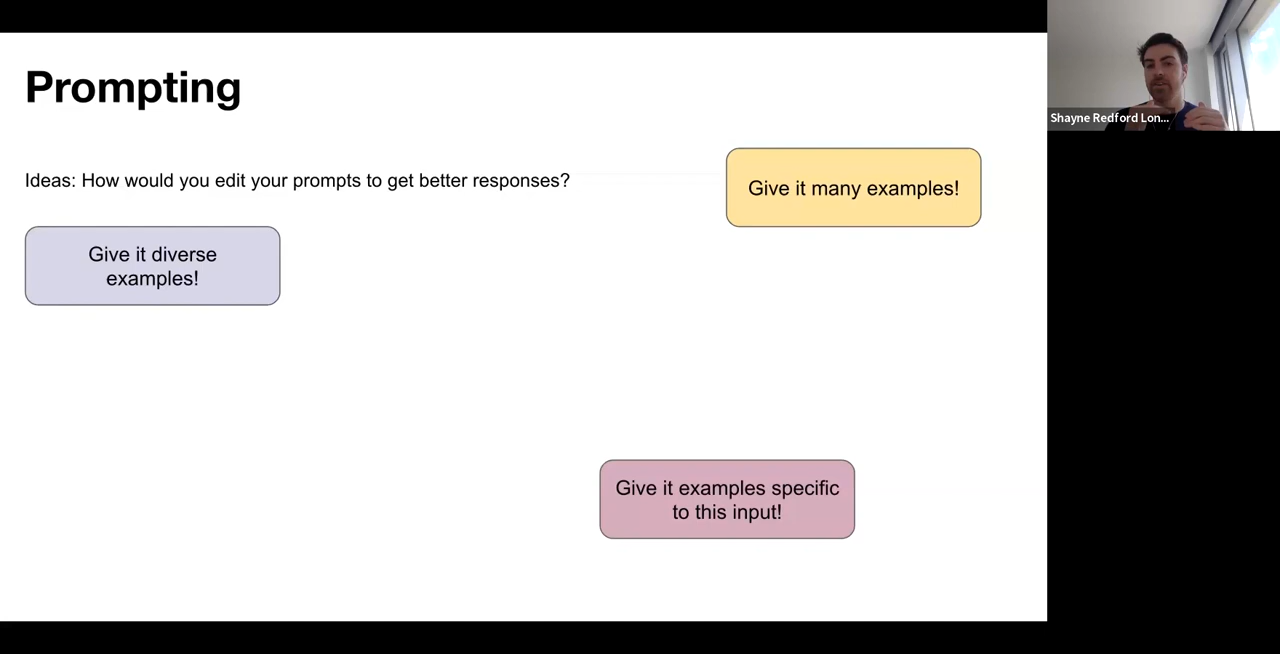 Prompting
Shayne Redford Lon...
Ideas: How would you edit your prompts to get better responses?
Give it many examples!
Give it diverse
examples!
Give it examples specific
to this input!